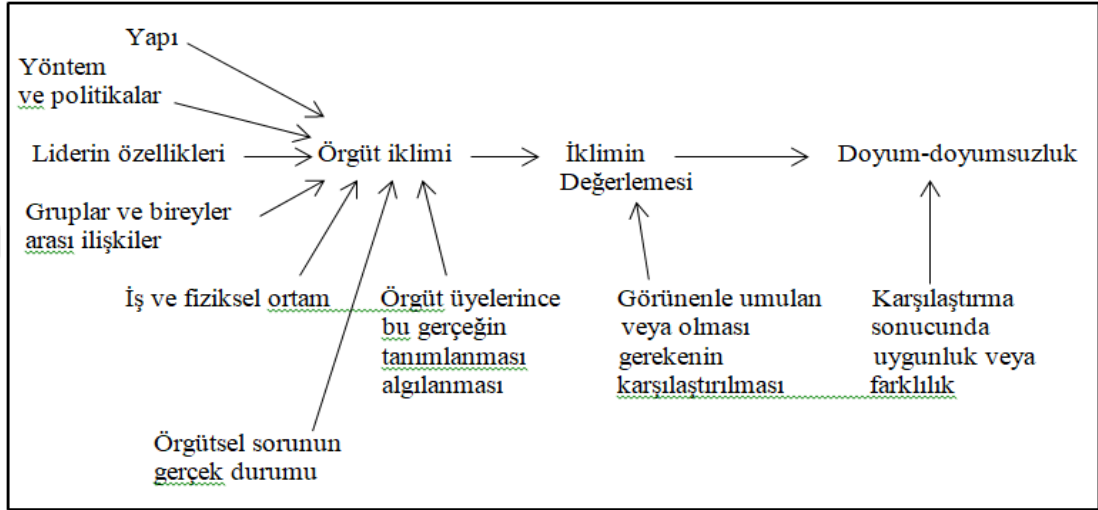 Yapı
Yöntem
ve politikalar
Liderin özellikleri
Örgüt iklimi
İklimin
Değerlemesi
Doyum-doyumsuzluk
Gruplar ve bireyler
arası ilişkiler
İş ve fiziksel ortam
Örgüt üyelerince
bu gerçeğin
tanımlanması
algılanması
Görünenle umulan
veya olması
gerekenin
karşılaştırılması
Karşılaştırma
sonucunda
uygunluk veya
farklılık
Örgütsel sorunun
gerçek durumu